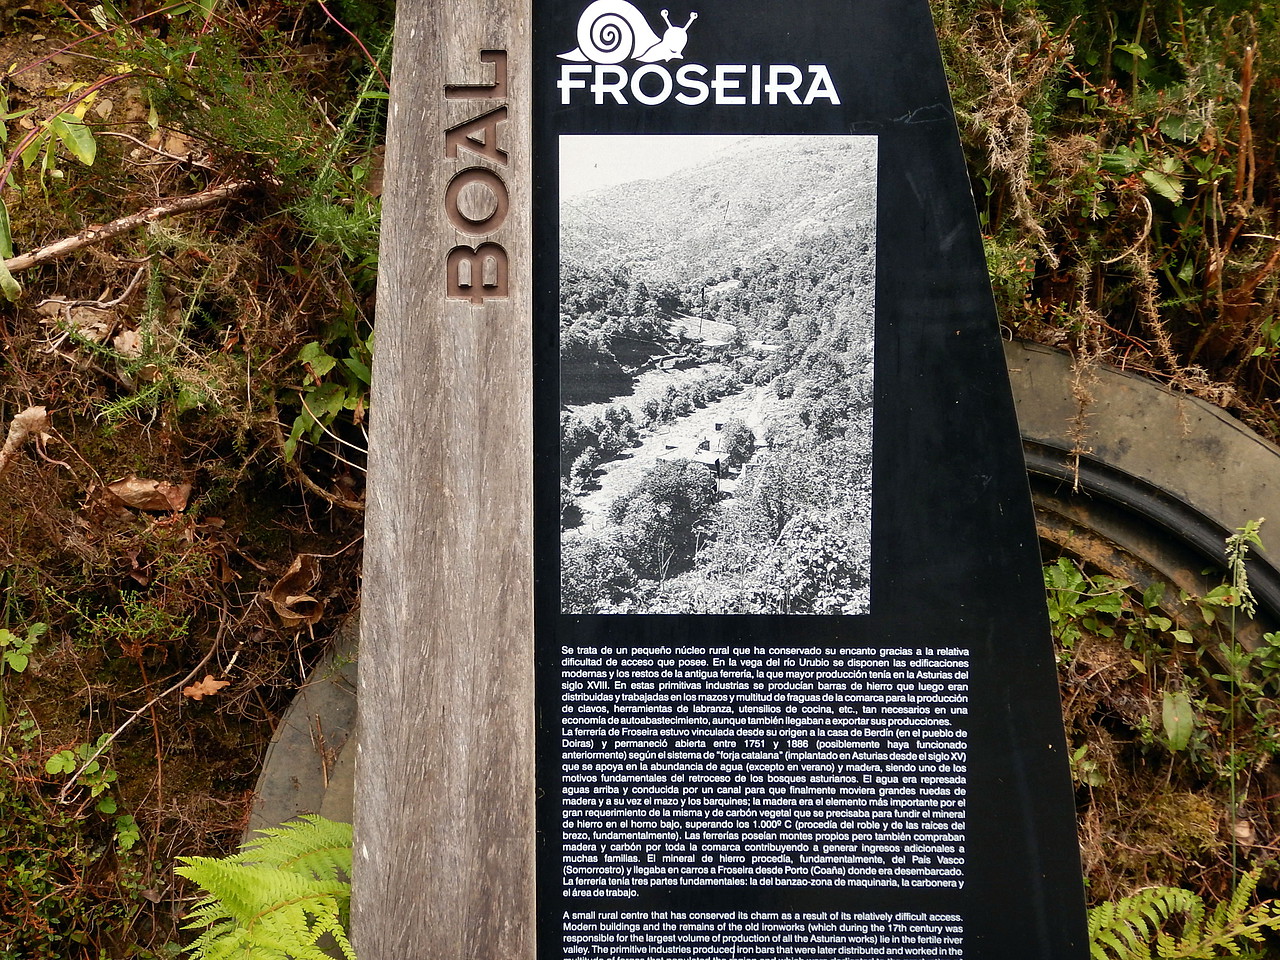 BOAL
FROSEIRA
Se trata de un pequeño núcleo rural que ha conservado su encanto gracias a la relativa
dificultad de acceso que posee. En la vega del río Urubio se disponen las edificaciones
modernas y los restos de la antigua ferrería, la que mayor producción tenía en la Asturias del
siglo XVIII. En estas primitivas industrias se producían barras de hierro que luego eran
distribuidas y trabajadas en los mazos y multitud de fraguas de la comarca para la producción
de clavos, herramientas de labranza, utensilios de cocina, etc., tan necesarios en una
economía de autoabastecimiento, aunque también llegaban a exportar sus producciones.
La ferrería de Froseira estuvo vinculada desde su origen a la casa de Berdín (en el pueblo de
Doiras) y permaneció abierta entre 1751 y 1886 (posiblemente haya funcionado
anteriormente) según el sistema de "forja catalana" (implantado en Asturias desde el siglo XV)
que se apoya en la abundancia de agua (excepto en verano) y madera, siendo uno de los
motivos fundamentales del retroceso de los bosques asturianos. El agua era represada
aguas arriba y conducida por un canal para que finalmente moviera grandes ruedas de
madera y a su vez el mazo y los barquines; la madera era el elemento más importante por el
gran requerimiento de la misma y de carbón vegetal que se precisaba para fundir el mineral
de hierro en el horno bajo, superando los 1.000º C (procedía del roble y de las raíces del
brezo, fundamentalmente). Las ferrerías poseían montes propios pero también compraban
madera y carbón por toda la comarca contribuyendo a generar ingresos adicionales a
muchas familias. El mineral de hierro procedía, fundamentalmente, del País Vasco
(Somorrostro) y llegaba en carros a Froseira desde Porto (Coaña) donde era desembarcado.
La ferrería tenía tres partes fundamentales: la del banzao-zona de maquinaria, la carbonera y
el área de trabajo.
A small rural centre that has conserved its charm as a result of its relatively difficult access.
Modern buildings and the remains of the old ironworks (which during the 17th century was
responsible for the largest volume of production of all the Asturian works) lie in the fertile river
valley. The primitive industries produced iron bars that were later distributed and worked in the